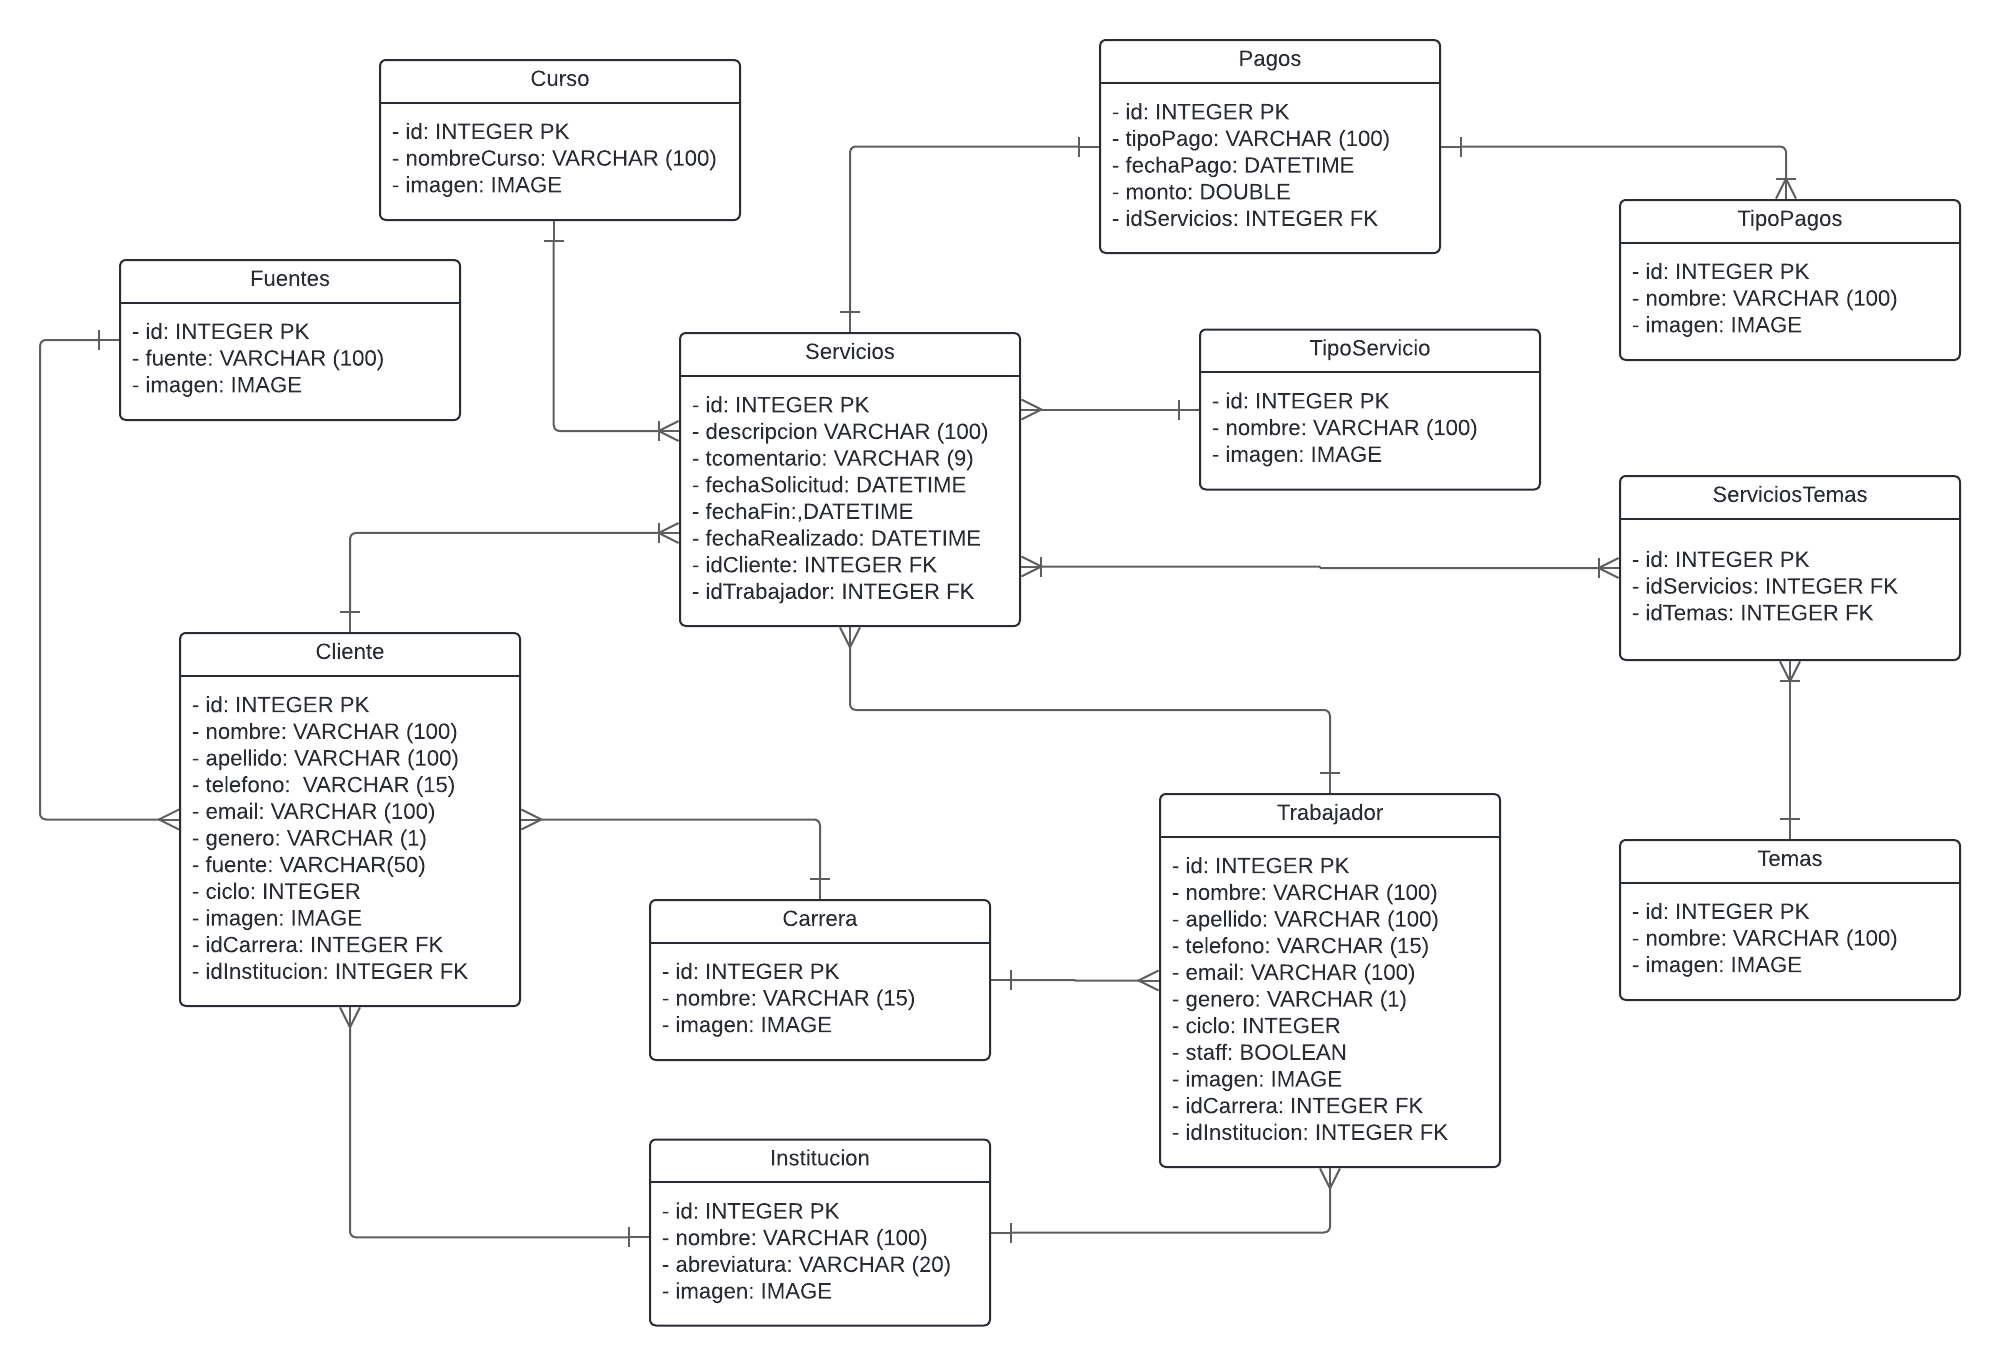 Curso
- id: INTEGER PK
- nombreCurso: VARCHAR (100)
- imagen: IMAGE
Pagos
- id: INTEGER PK
- tipoPago: VARCHAR (100)
- fechaPago: DATETIME
- monto: DOUBLE
- idServicios: INTEGER FK
TipoPagos
- id: INTEGER PK
- nombre: VARCHAR (100)
- imagen: IMAGE
Fuentes
- id: INTEGER PK
- fuente: VARCHAR (100)
- imagen: IMAGE
Servicios
- id: INTEGER PK
- descripcion VARCHAR (100)
- tcomentario: VARCHAR (9)
- fechaSolicitud: DATETIME
- fechaFin:,DATETIME
- fechaRealizado: DATETIME
- idCliente: INTEGER FK
- idTrabajador: INTEGER FK
TipoServicio
- id: INTEGER PK
- nombre: VARCHAR (100)
- imagen: IMAGE
ServiciosTemas
- id: INTEGER PK
- idServicios: INTEGER FK
- idTemas: INTEGER FK
Cliente
- id: INTEGER PK
- nombre: VARCHAR (100)
- apellido: VARCHAR (100)
- telefono:  VARCHAR (15)
- email: VARCHAR (100)
- genero: VARCHAR (1)
- fuente: VARCHAR(50)
- ciclo: INTEGER
- imagen: IMAGE
- idCarrera: INTEGER FK
- idInstitucion: INTEGER FK
Carrera
- id: INTEGER PK
- nombre: VARCHAR (15)
- imagen: IMAGE
Trabajador
- id: INTEGER PK
- nombre: VARCHAR (100)
- apellido: VARCHAR (100)
- telefono: VARCHAR (15)
- email: VARCHAR (100)
- genero: VARCHAR (1)
- ciclo: INTEGER
- staff: BOOLEAN
- imagen: IMAGE
- idCarrera: INTEGER FK
- idInstitucion: INTEGER FK
Temas
- id: INTEGER PK
- nombre: VARCHAR (100)
- imagen: IMAGE
Institucion
- id: INTEGER PK
- nombre: VARCHAR (100)
- abreviatura: VARCHAR (20)
- imagen: IMAGE